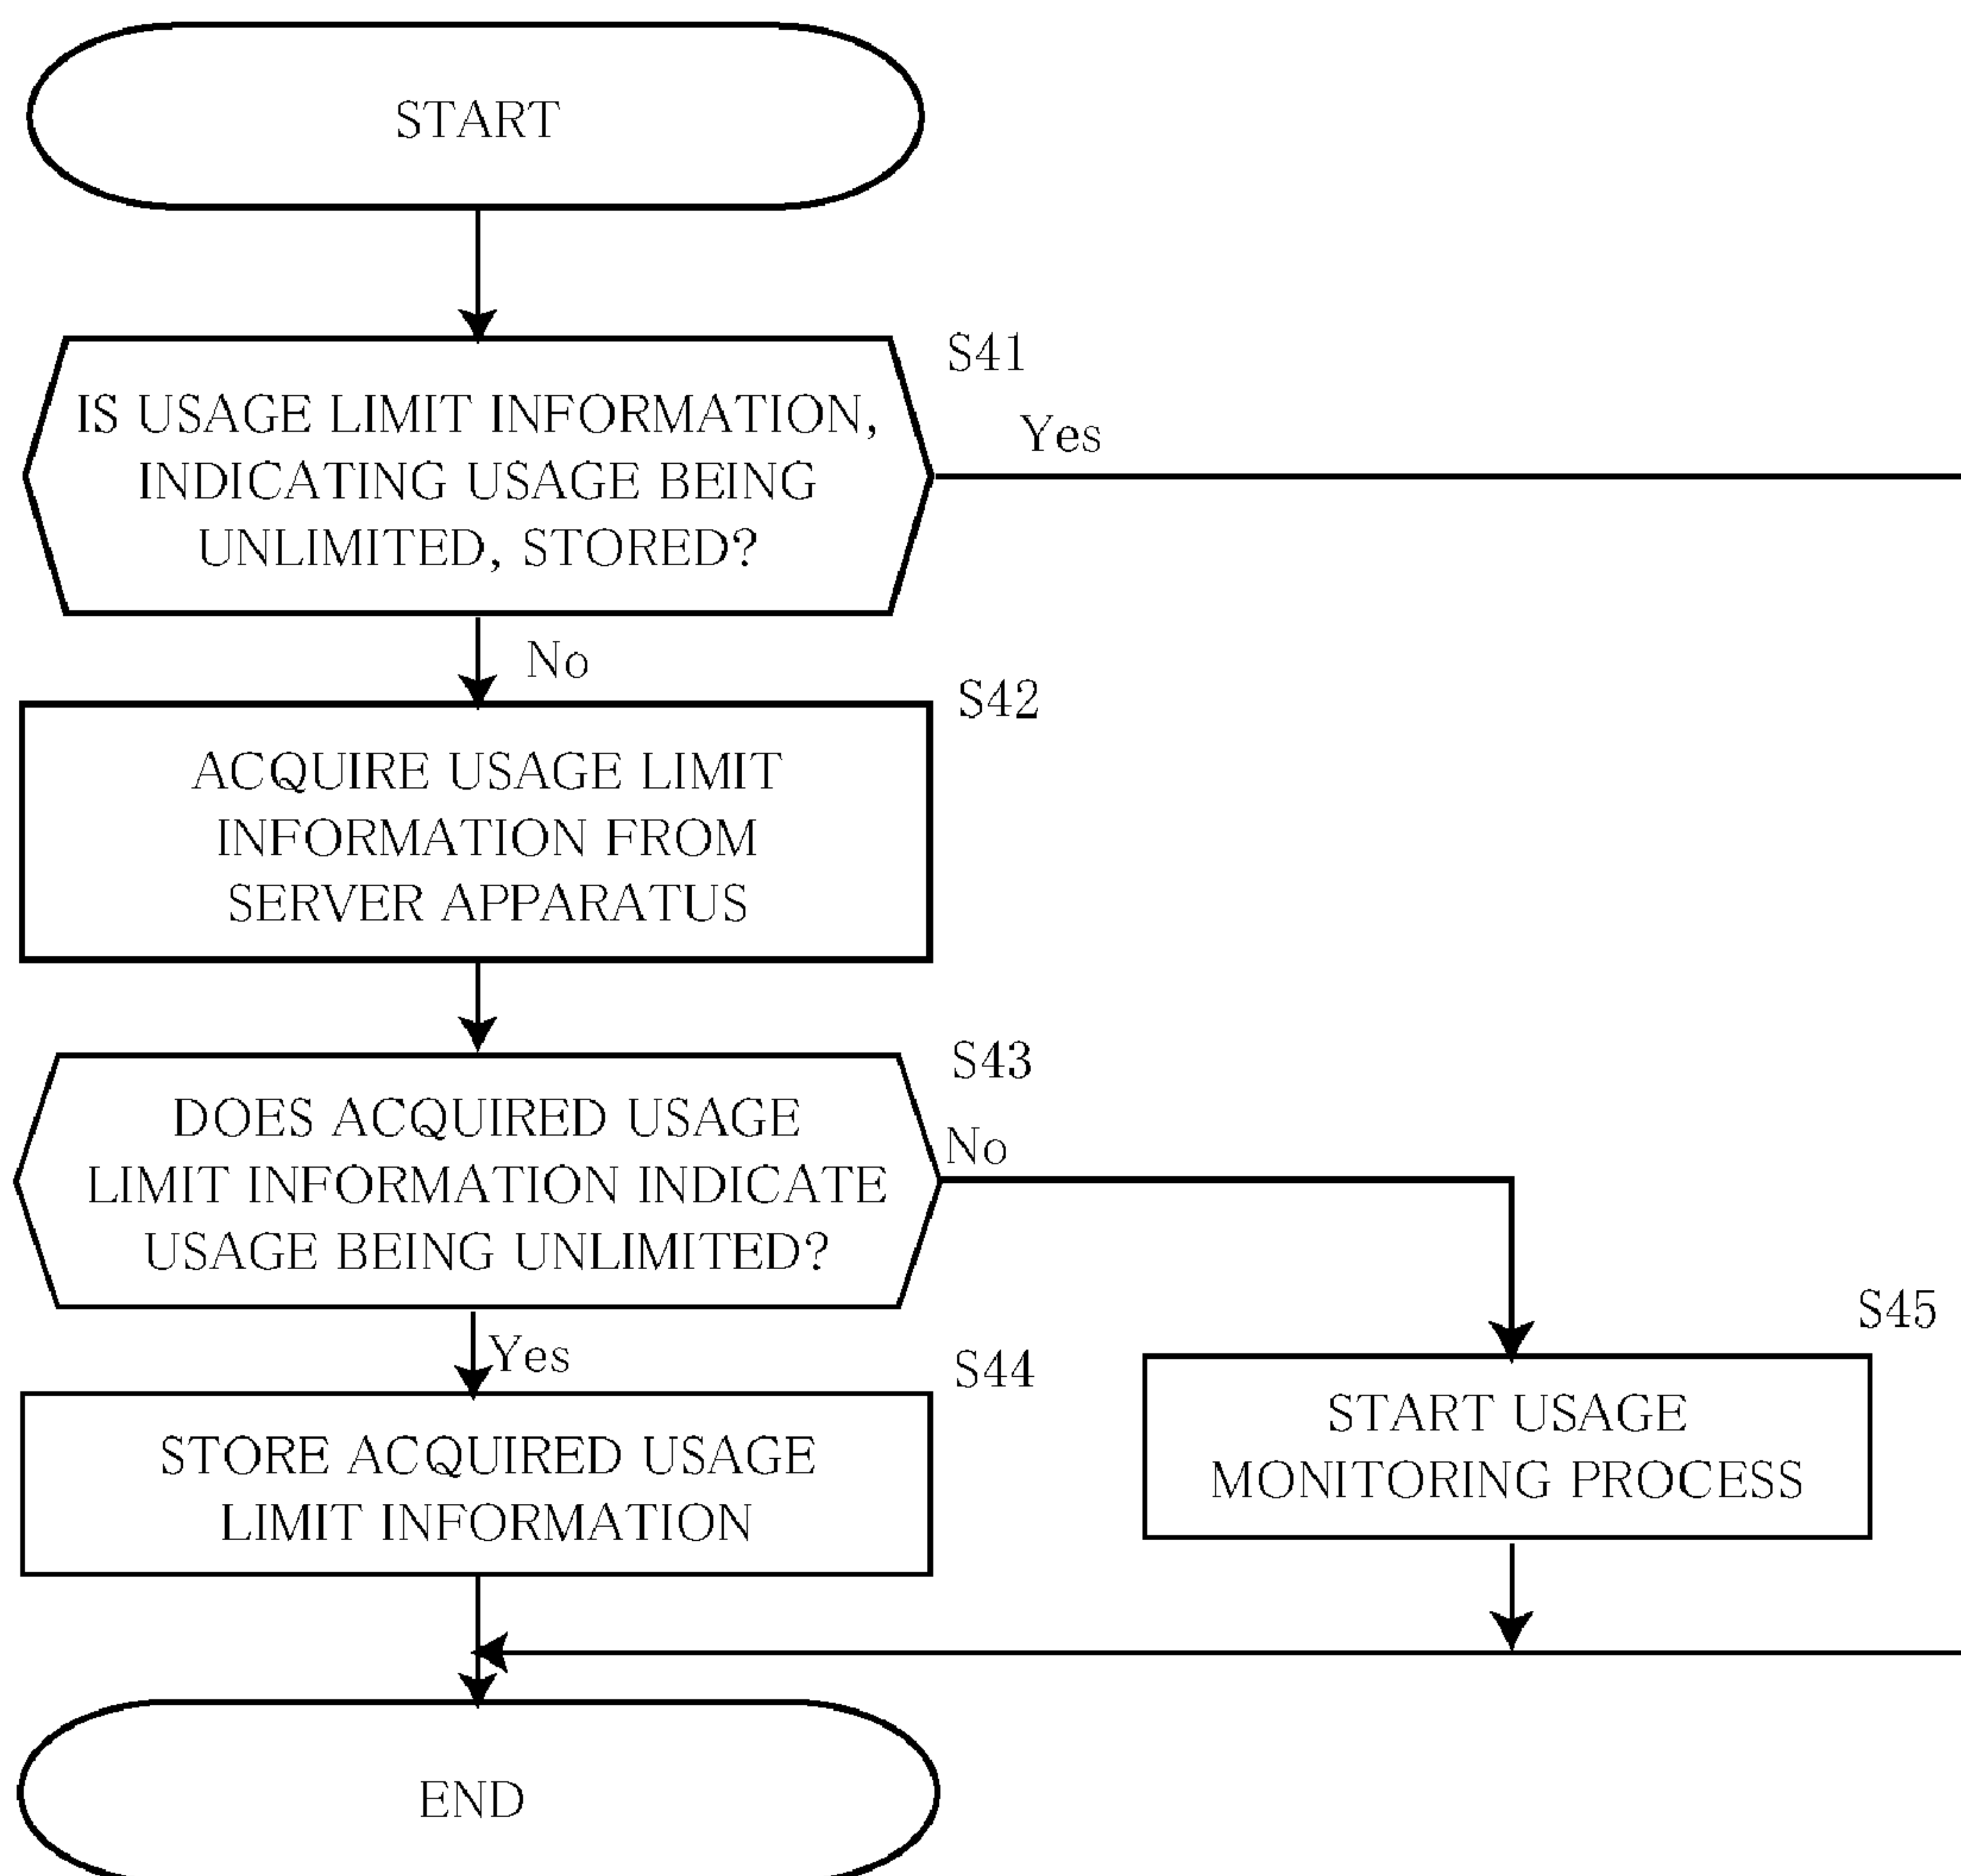 START
S41
IS USAGE LIMIT INFORMATION,
INDICATING USAGE BEING
UNLIMITED, STORED?
Yes
No
S42
ACQUIRE USAGE LIMIT
INFORMATION FROM
SERVER APPARATUS
S43
DOES ACQUIRED USAGE
LIMIT INFORMATION INDICATE
USAGE BEING UNLIMITED?
No
Yes
S44
STORE ACQUIRED USAGE
LIMIT INFORMATION
S45
START USAGE
MONITORING PROCESS
END